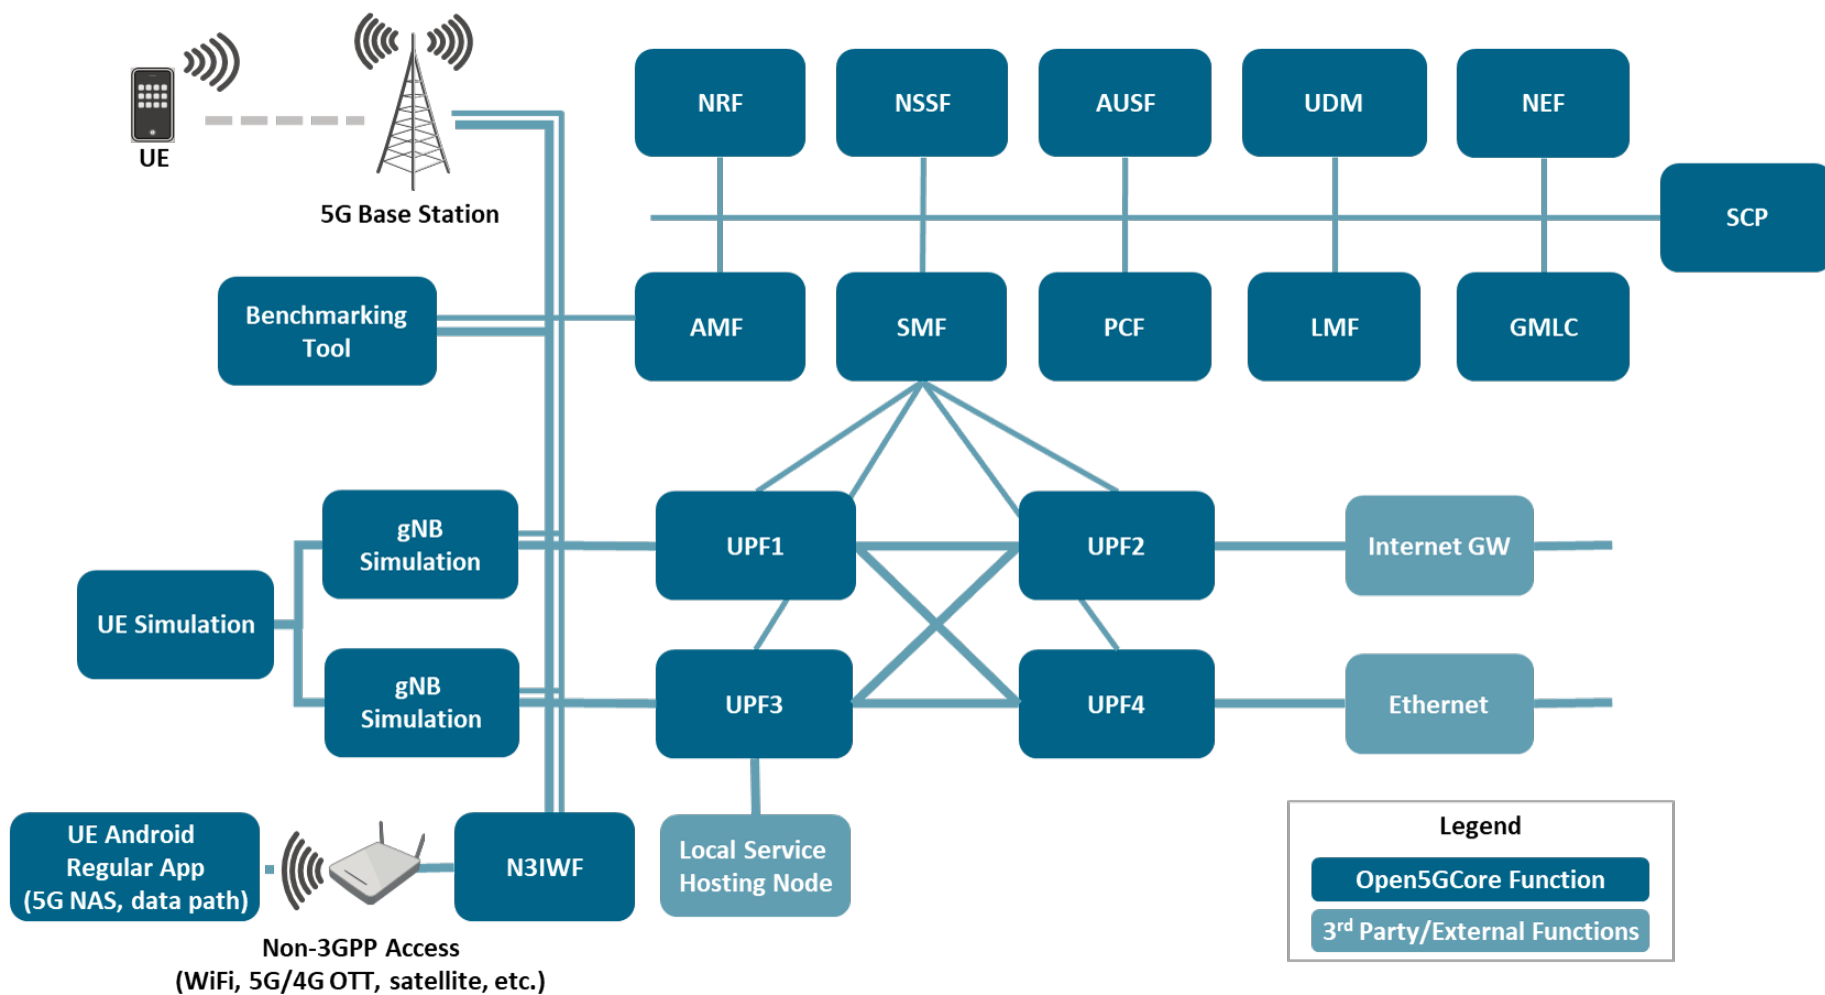 UE
5G Base Station
NRF
NSSF
AUSF
UDM
NEF
SCP
Benchmarking
Tool
AMF
SMF
PCF
LMF
GMLC
gNB
Simulation
UPF1
UPF2
Internet GW
UE Simulation
gNB
Simulation
UPF3
UPF4
Ethernet
UE Android
Regular App
(5G NAS, data path)
N3IWF
Local Service
Hosting Node
Non-3GPP Access
(WiFi, 5G/4G OTT, satellite, etc.)
Legend
Open5GCore Function
3rd Party/External Functions